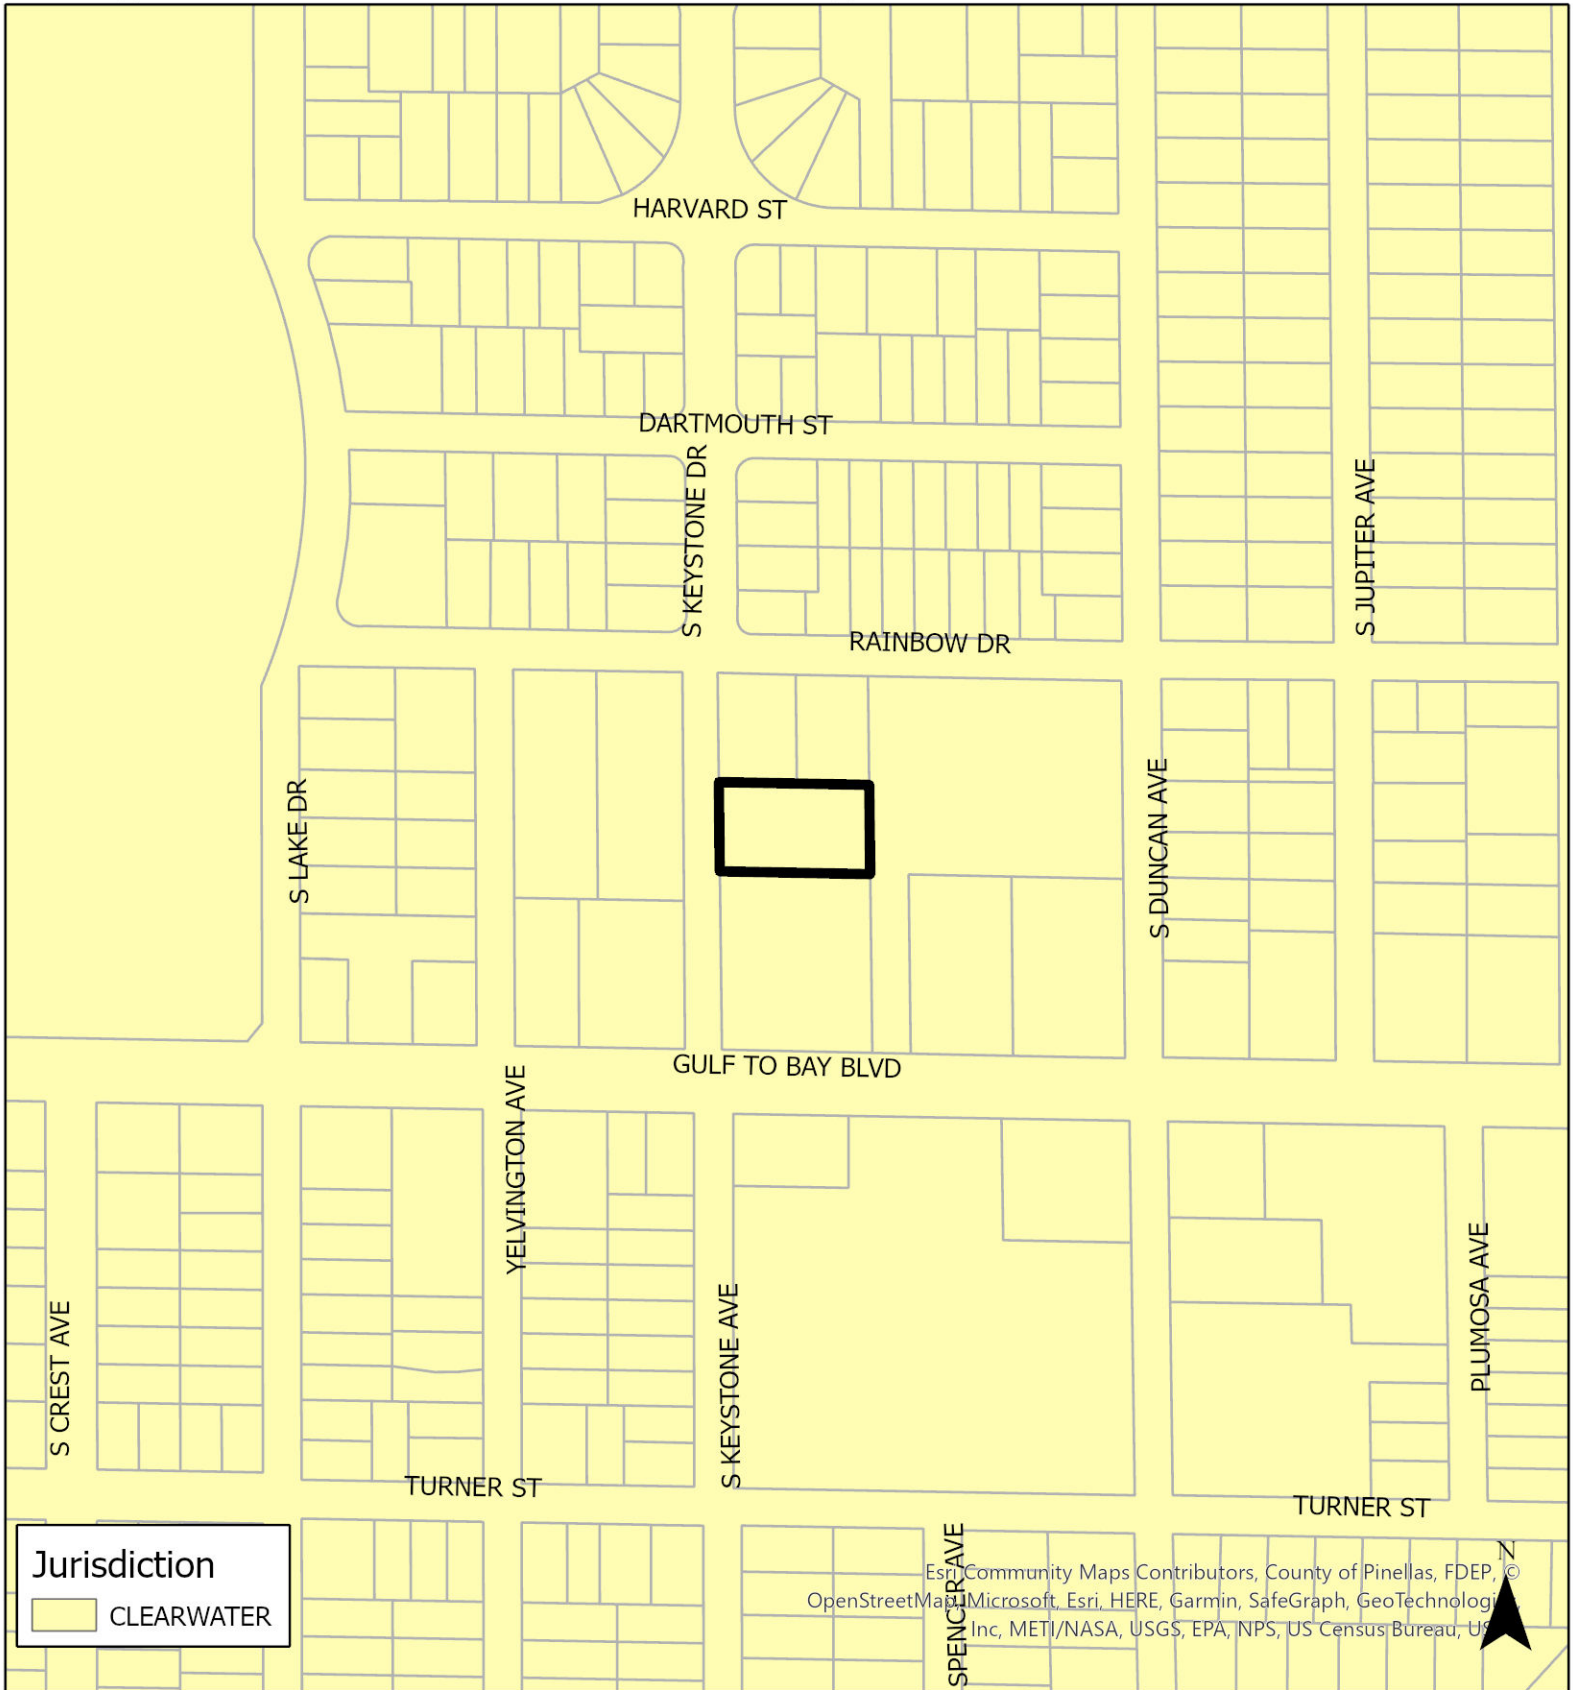 HARVARD ST
DARTMOUTH ST
S KEYSTONE DR
S JUPITER AVE
RAINBOW DR
S LAKE DR
S DUNCAN AVE
GULF TO BAY BLVD
YELVINGTON AVE
PLUMOSA AVE
S KEYSTONE AVE
S CREST AVE
TURNER ST
TURNER ST
SPENCER AVE
Jurisdiction
CLEARWATER
N
Esri Community Maps Contributors, County of Pinellas, FDEP, ©
OpenStreetMap, Microsoft, Esri, HERE, Garmin, SafeGraph, GeoTechnologi
Inc, METI/NASA, USGS, EPA, NPS, US Census Bureau,